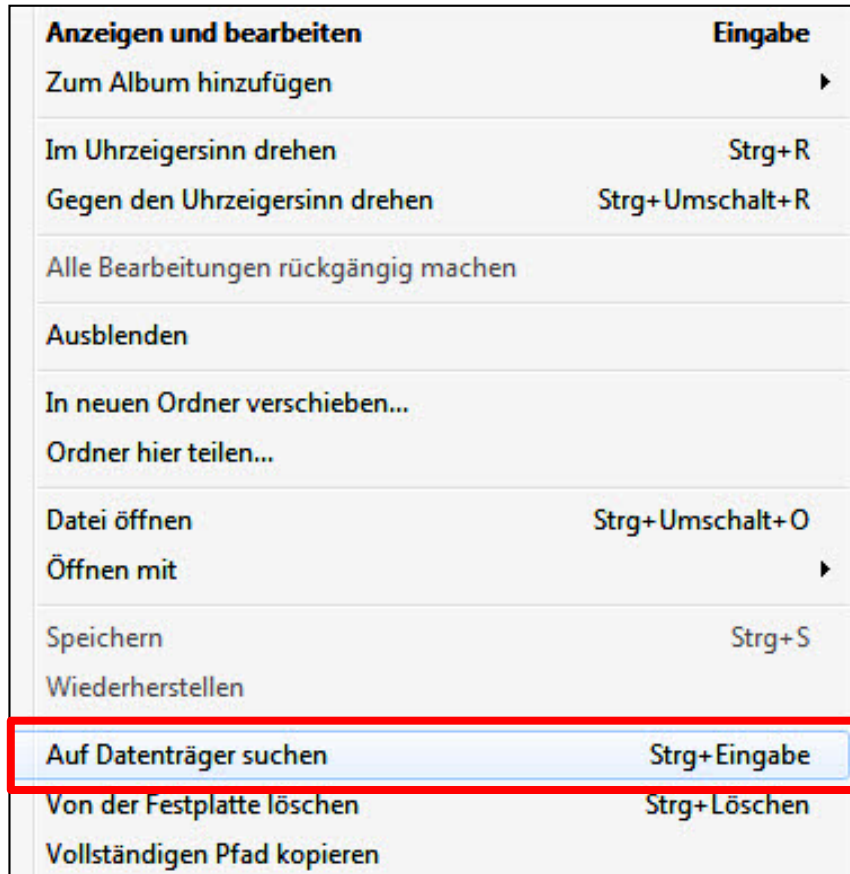 Anzeigen und bearbeiten Eingabe
Zum Album hinzufügen
Im Uhrzeigersinn drehen Strg+R
Gegen den Uhrzeigersinn drehen Strg+Umschalt+R
Alle Bearbeitungen rückgängig machen
Ausblenden
In neuen Ordner verschieben...
Ordner hier teilen...
Datei öffnen Strg+Umschalt+O
Öffnen mit
Speichern Strg+S
Wiederherstellen
Auf Datenträger suchen Strg+Eingabe
Von der Festplatte löschen Strg+Löschen
Vollständigen Pfad kopieren